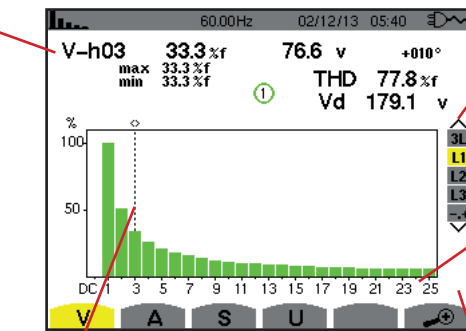 60.00Hz 02/12/13 05:40
V-h03 33.3 %f 76.6 v +010°
max 33.3 %f
min 33.3 %f
THD 77.8 %f
1
Vd 179.1 v
%
100
50
3L
L1
L2
L3
-.+
DC 1 3 5 7 9 11 13 15 17 19 21 23 25
V A S U